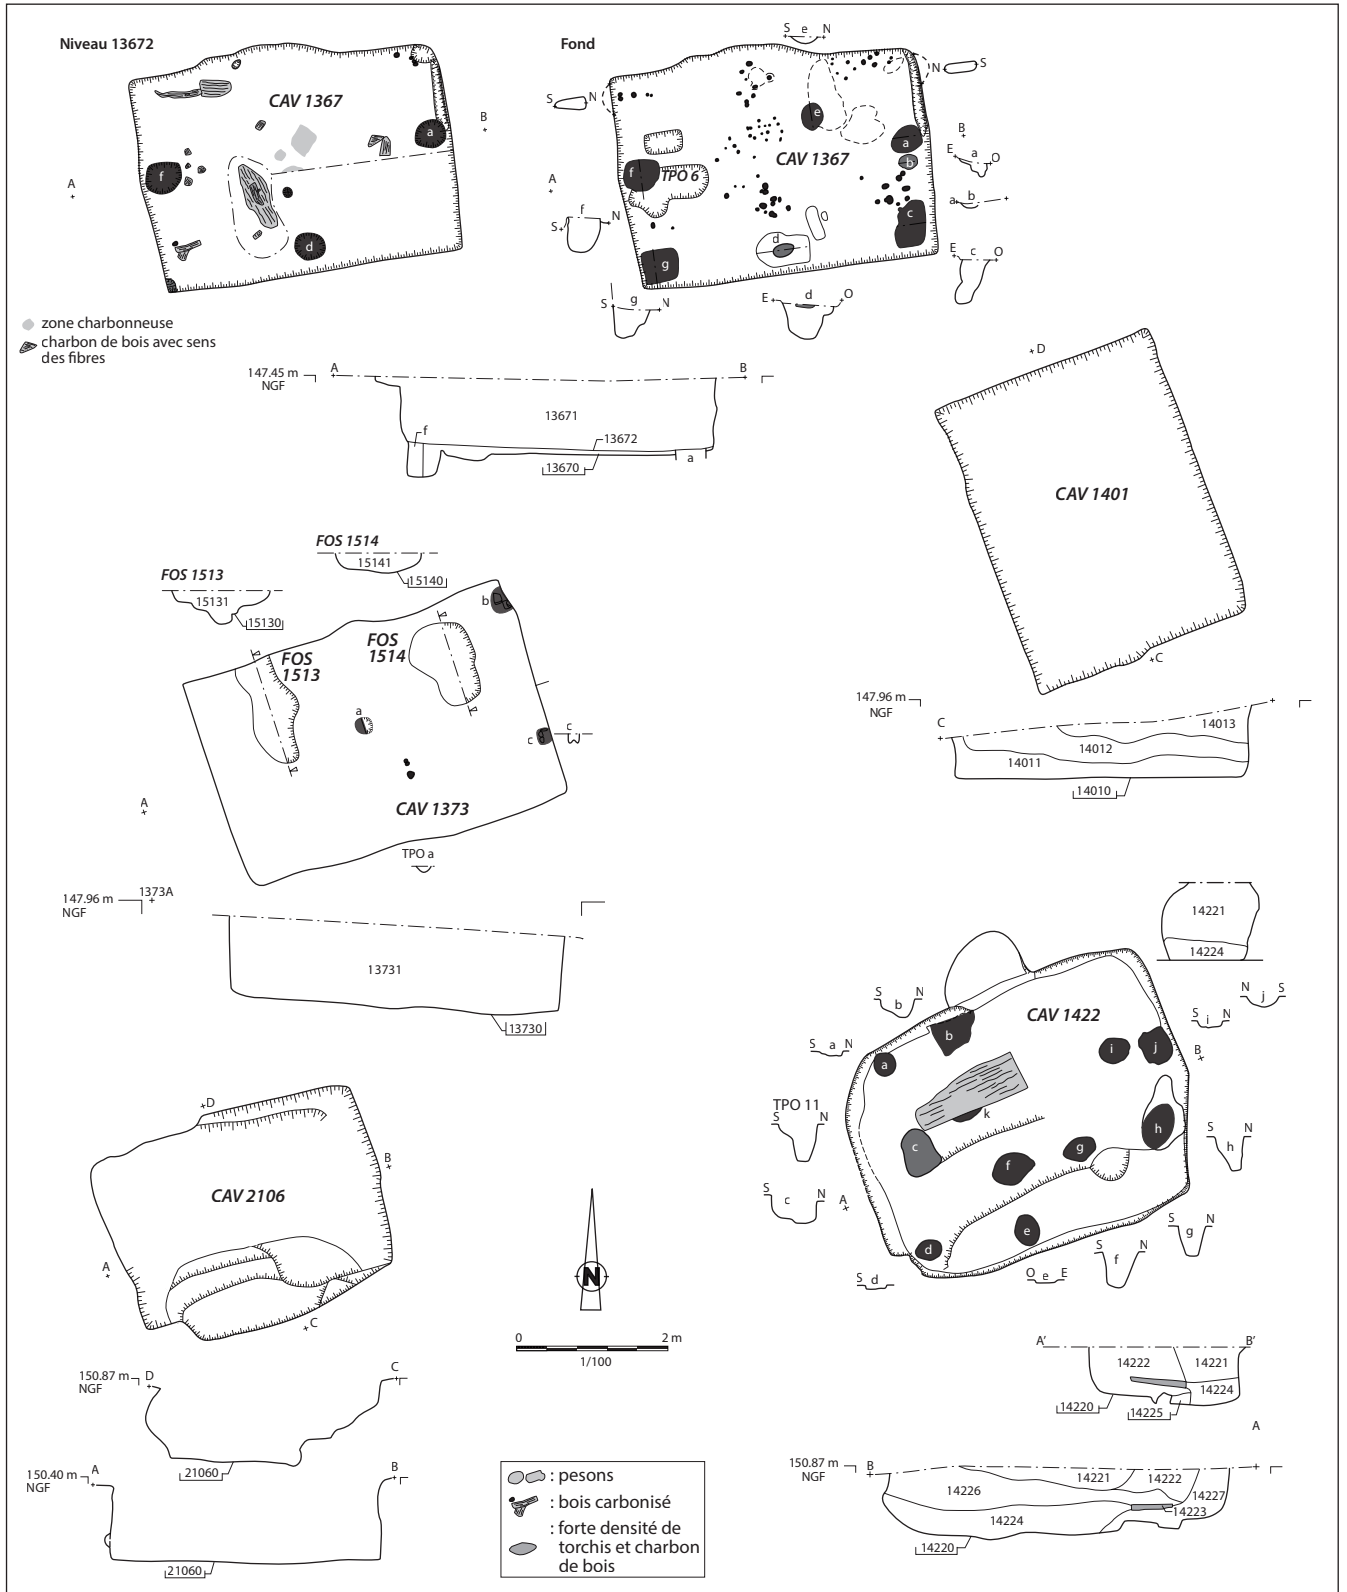 Niveau 13672
CAV 1367
a
f
d
A
B
zone charbonneuse
charbon de bois avec sens
des fibres
Fond
S e N
N S
S N
e
CAV 1367
a
b
c
f
TPO 6
d
g
A
B
E a O
a b
E c O
f
S N
S g N
E d O
147.45 m
NGF
A
B
13671
f
13672
13670
a
D
CAV 1401
C
147.96 m
NGF
C
14013
14012
14011
14010
FOS 1514
15141
15140
FOS 1513
15131
15130
b
FOS
1514
FOS
1513
a
c
c
CAV 1373
A
TPO a
147.96 m
NGF
1373A
13731
13730
14221
14224
CAV 1422
S b N
N j S
S i N
S a N
TPO 11
S N
S c N
A
B
a
b
i
j
k
c
h
g
f
e
d
S h N
S g N
S f N
O e E
S d
D
B
CAV 2106
A
C
N
0 2 m
1/100
150.87 m
NGF
D
C
21060
150.40 m
NGF
A
B
21060
: pesons
: bois carbonisé
: forte densité de
torchis et charbon
de bois
A'
B'
14222
14221
14224
14220
14225
A
150.87 m
NGF
B
14221
14222
14226
14227
14223
14224
14220